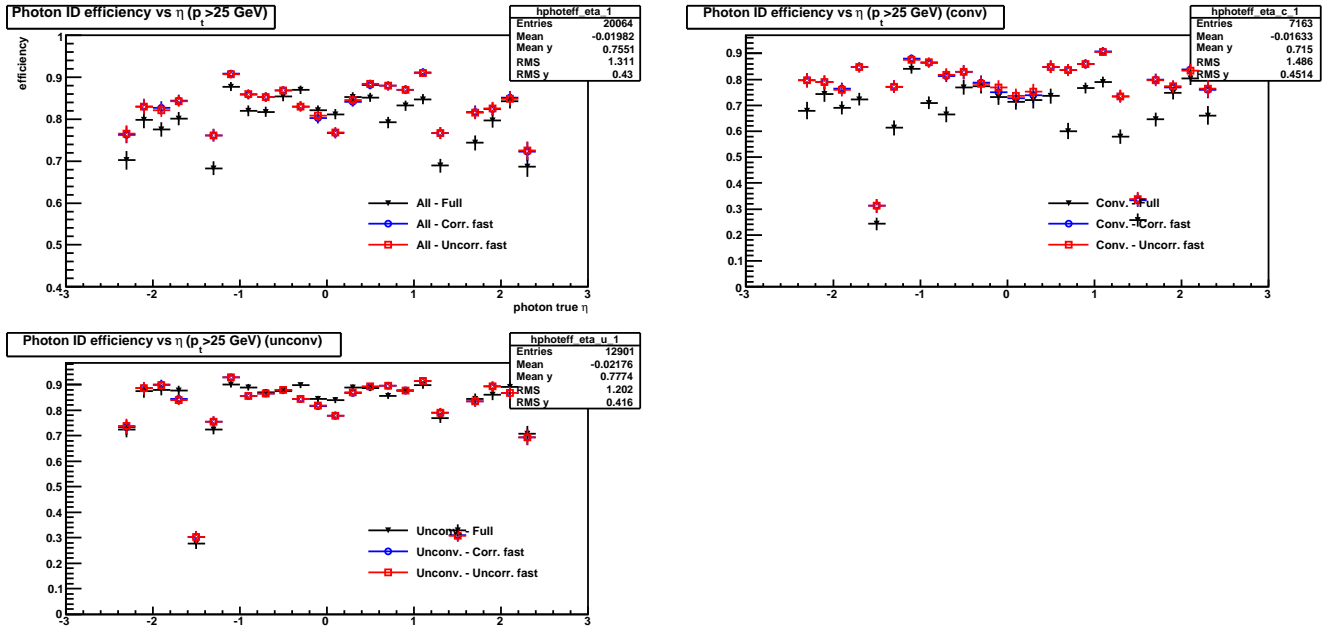 Photon ID efficiency vs η (p_t >25 GeV)
hphoteff_eta_1
Entries 20064
Mean -0.01982
Mean y 0.7551
RMS 1.311
RMS y 0.43
efficiency
1
0.9
0.8
0.7
0.6
0.5
0.4
All - Full
All - Corr. fast
All - Uncorr. fast
-3 -2 -1 0 1 2 3
photon true η
Photon ID efficiency vs η (p_t >25 GeV) (conv)
hphoteff_eta_c_1
Entries 7163
Mean -0.01633
Mean y 0.715
RMS 1.486
RMS y 0.4514
0.9
0.8
0.7
0.6
0.5
0.4
0.3
0.2
0.1
0
Conv. - Full
Conv. - Corr. fast
Conv. - Uncorr. fast
-3 -2 -1 0 1 2 3
Photon ID efficiency vs η (p_t >25 GeV) (unconv)
hphoteff_eta_u_1
Entries 12901
Mean -0.02176
Mean y 0.7774
RMS 1.202
RMS y 0.416
0.9
0.8
0.7
0.6
0.5
0.4
0.3
0.2
0.1
0
Unconv. - Full
Unconv. - Corr. fast
Unconv. - Uncorr. fast
-3 -2 -1 0 1 2 3